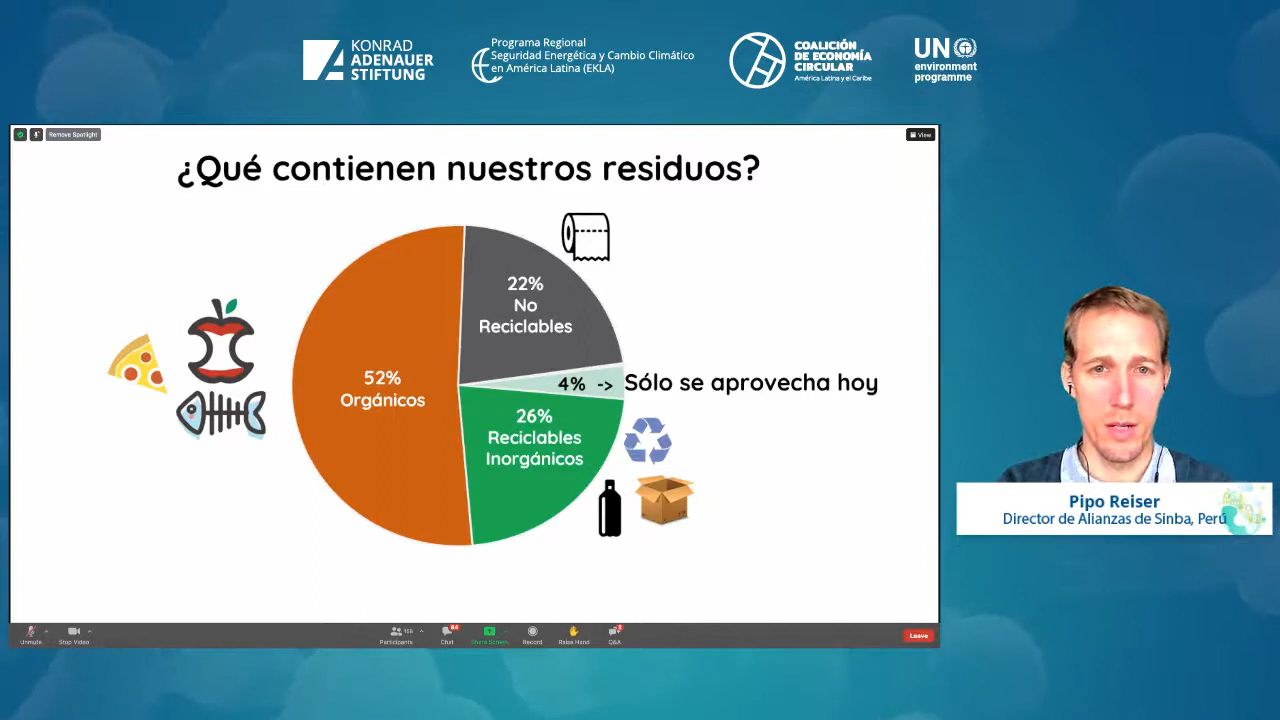 KONRAD
ADENAUER
STIFTUNG
Programa Regional
Seguridad Energética y Cambio Climático
en América Latina (EKLA)
COALICIÓN
DE ECONOMÍA
CIRCULAR
América Latina y el Caribe
UN
environment
programme
Remove Spotlight
View
¿Qué contienen nuestros residuos?
22%
No
Reciclables
4% -> Sólo se aprovecha hoy
52%
Orgánicos
26%
Reciclables
Inorgánicos
Pipo Reiser
Director de Alianzas de Sinba, Perú
Unmute
Stop Video
Participants
Chat
84
Share Screen
Record
Raise Hand
Q&A
2
Leave